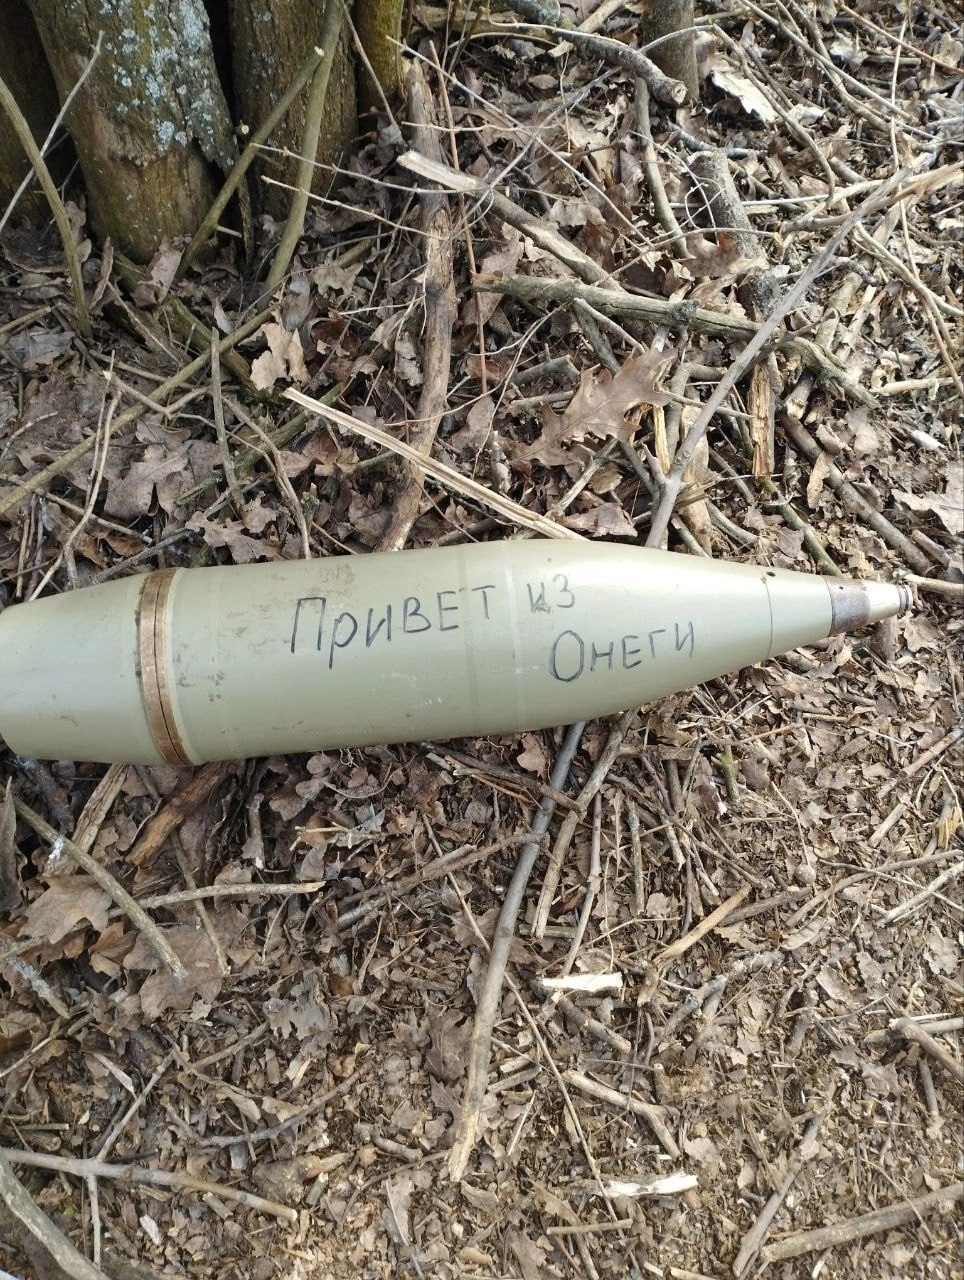 Привет из
Онеги